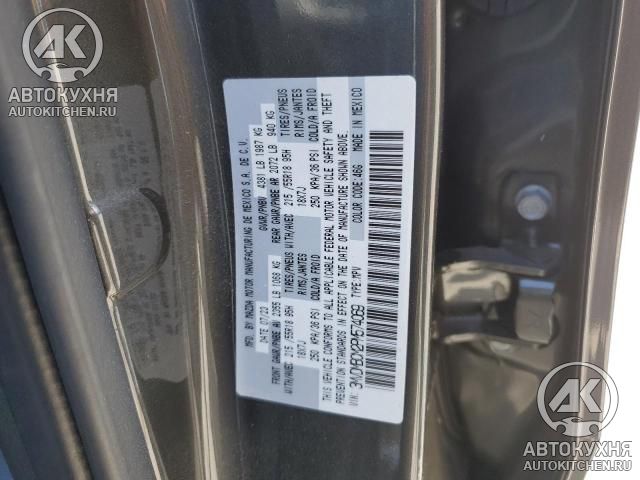 АВТОКУХНЯ
AUTOKITCHEN.RU
MFD. BY MAZDA MOTOR MANUFACTURING DE MEXICO S.A. DE C.V.
DATE 07/23 GVWR/PNBV 4381 LB 1987 KG
FRONT GAWR/PNBE AV 2355 LB 1068 KG REAR GAWR/PNBE AR 2072 LB 940 KG
WITH/AVEC 215/55R18 95H TIRES/PNEUS WITH/AVEC 215/55R18 95H TIRES/PNEUS
18X7J RIMS/JANTES 18X7J RIMS/JANTES
250 KPA/36 PSI COLD/A FROID 250 KPA/36 PSI COLD/A FROID
THIS VEHICLE CONFORMS TO ALL APPLICABLE FEDERAL MOTOR VEHICLE SAFETY AND THEFT
PREVENTION STANDARDS IN EFFECT ON THE DATE OF MANUFACTURE SHOWN ABOVE.
VIN: TYPE:MPV COLOR CODE:46G MADE IN MEXICO
АВТОКУХНЯ
AUTOKITCHEN.RU